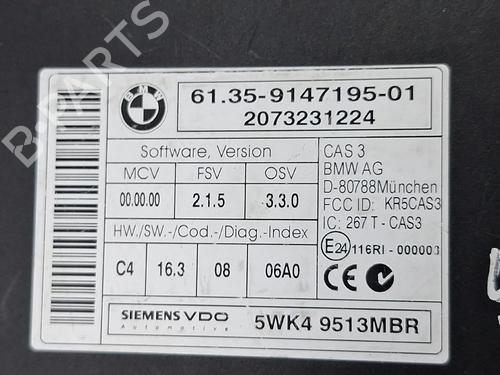 B-PARTS
BMW
61.35-9147195-01
2073231224
Software, Version
MCV FSV OSV
00.00.00 2.1.5 3.3.0
HW./SW.-/Cod.-/Diag.-Index
C4 16.3 08 06A0
CAS 3
BMW AG
D-80788München
FCC ID: KR5CAS3
IC: 267 T - CAS3
E24 116RI - 000003
CE
SIEMENS VDO
Automotive
5WK4 9513MBR